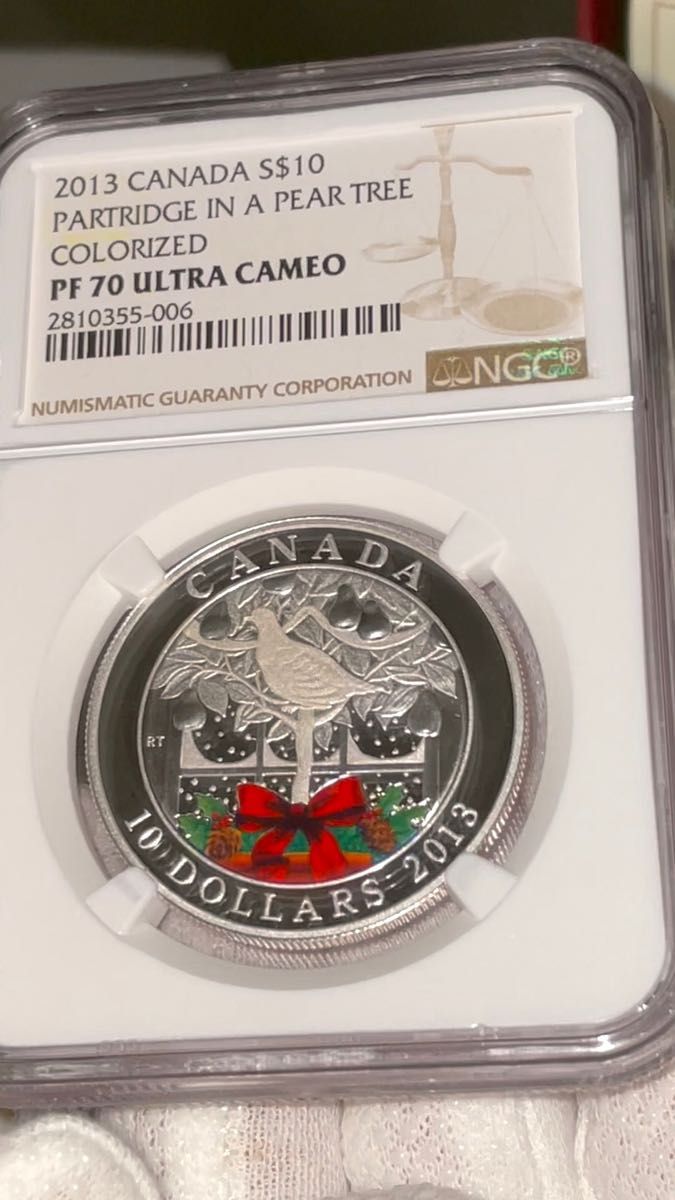 2013 CANADA S$10
PARTRIDGE IN A PEAR TREE
COLORIZED
PF 70 ULTRA CAMEO
2810355-006
NUMISMATIC GUARANTY CORPORATION
NGC®
CANADA
RT
10 DOLLARS 2013